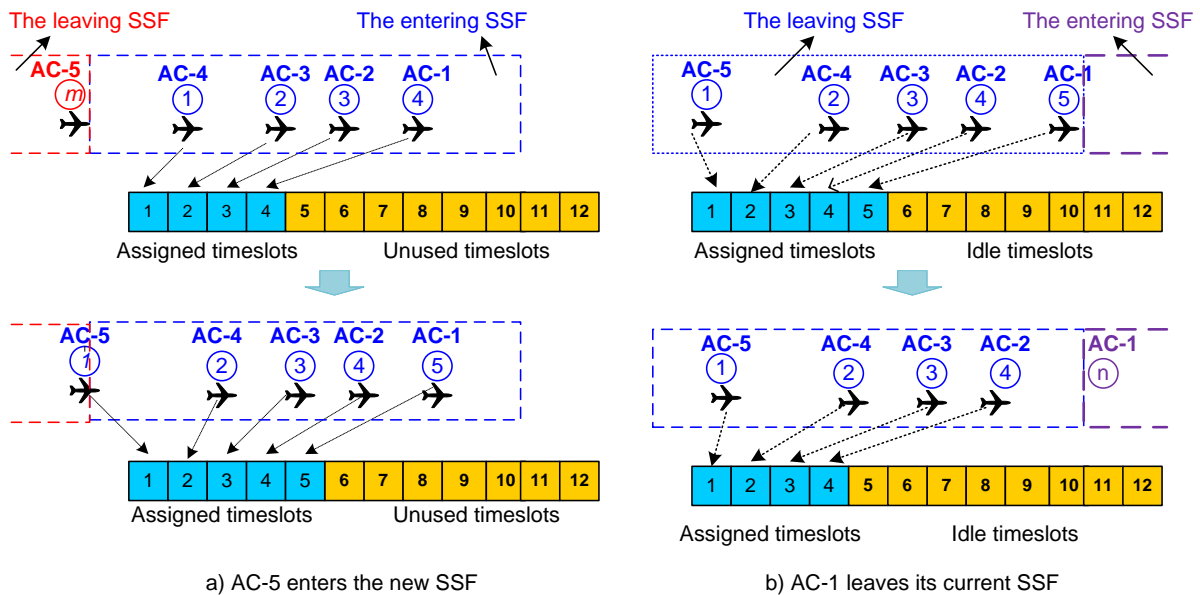 The leaving SSF The entering SSF
AC-5 AC-4 AC-3 AC-2 AC-1
m 1 2 3 4
1 2 3 4 5 6 7 8 9 10 11 12
Assigned timeslots Unused timeslots
AC-5 AC-4 AC-3 AC-2 AC-1
1 2 3 4 5
1 2 3 4 5 6 7 8 9 10 11 12
Assigned timeslots Unused timeslots
a) AC-5 enters the new SSF
The leaving SSF The entering SSF
AC-5 AC-4 AC-3 AC-2 AC-1
1 2 3 4 5
1 2 3 4 5 6 7 8 9 10 11 12
Assigned timeslots Idle timeslots
AC-5 AC-4 AC-3 AC-2 AC-1
1 2 3 4 n
1 2 3 4 5 6 7 8 9 10 11 12
Assigned timeslots Idle timeslots
b) AC-1 leaves its current SSF